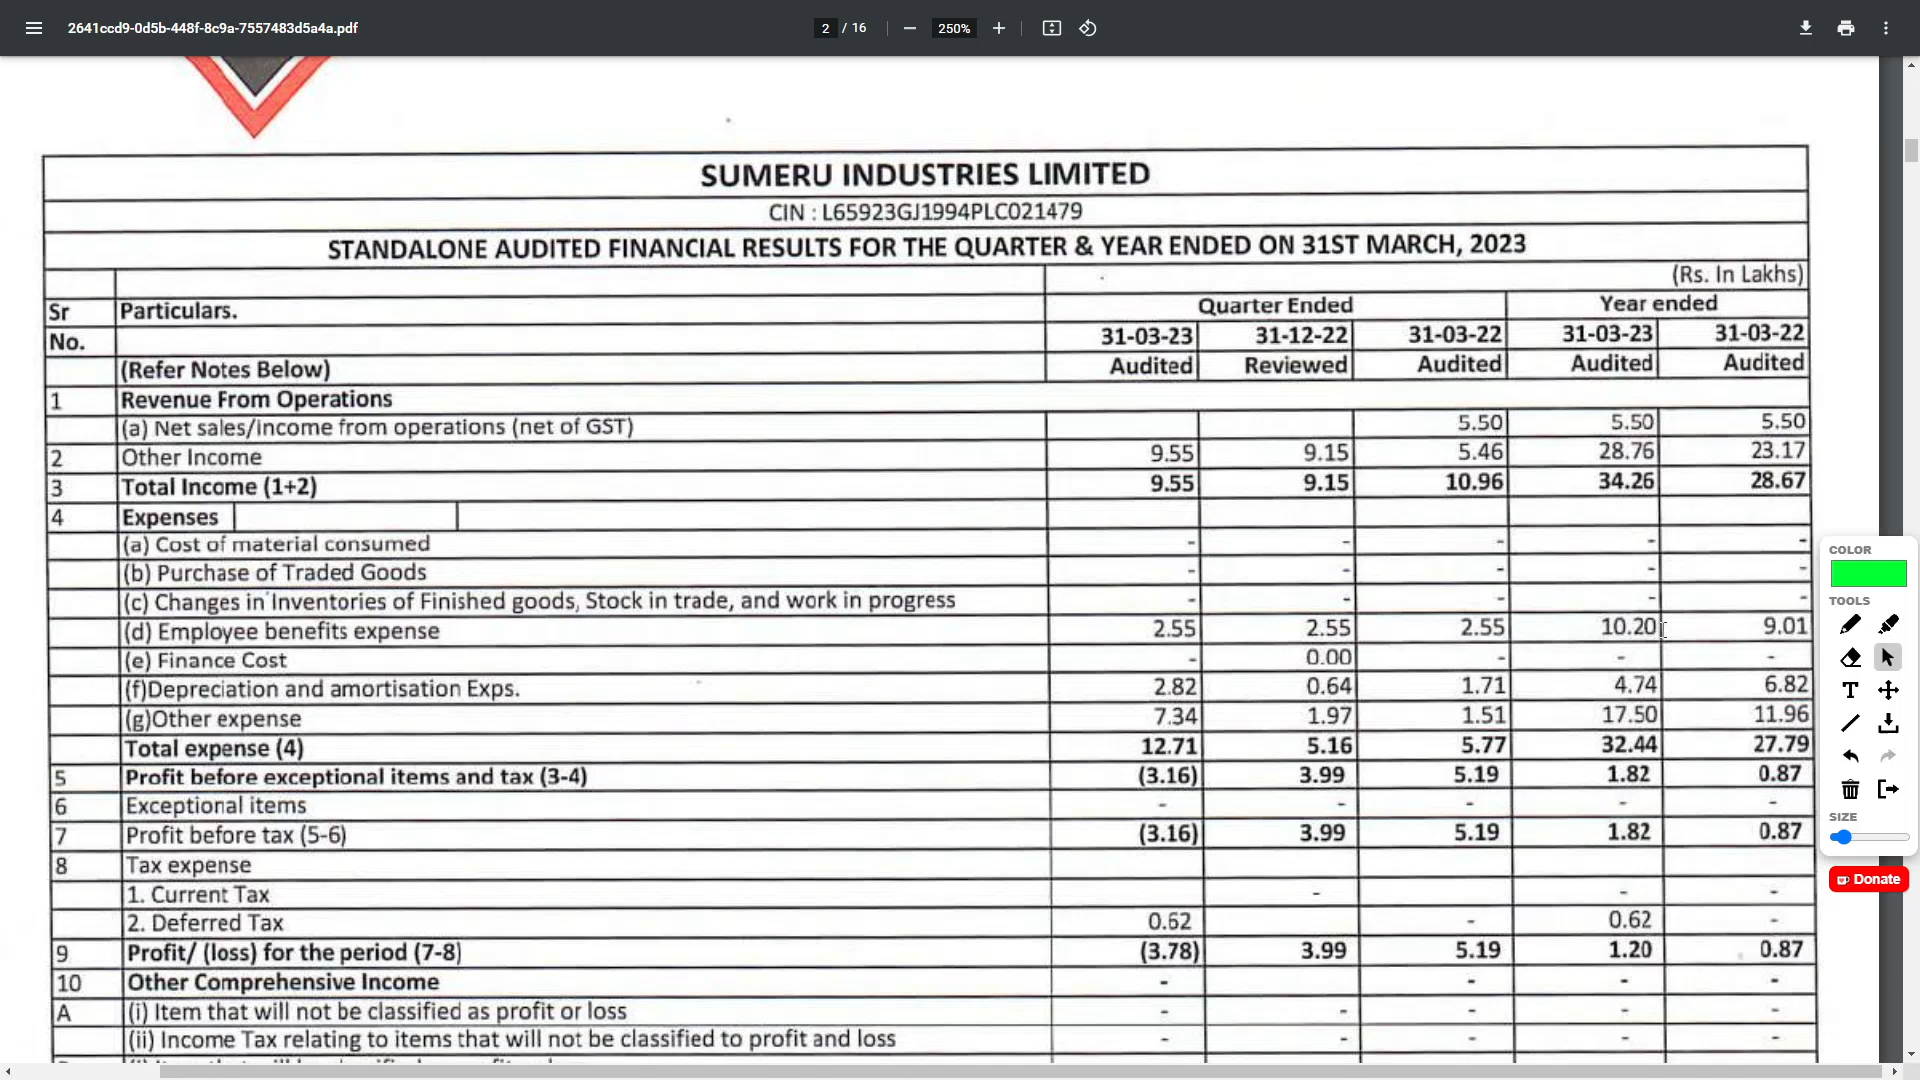 2641ccd9-0d5b-448f-8c9a-7557483d5a4a.pdf 2 / 16 250%
SUMERU INDUSTRIES LIMITED
CIN : L65923GJ1994PLC021479
STANDALONE AUDITED FINANCIAL RESULTS FOR THE QUARTER & YEAR ENDED ON 31ST MARCH, 2023
(Rs. In Lakhs)
Sr Particulars. Quarter Ended Year ended
No. 31-03-23 31-12-22 31-03-22 31-03-23 31-03-22
(Refer Notes Below) Audited Reviewed Audited Audited Audited
1 Revenue From Operations
(a) Net sales/income from operations (net of GST) 5.50 5.50 5.50
2 Other Income 9.55 9.15 5.46 28.76 23.17
3 Total Income (1+2) 9.55 9.15 10.96 34.26 28.67
4 Expenses
(a) Cost of material consumed - - - - -
(b) Purchase of Traded Goods - - - - -
(c) Changes in Inventories of Finished goods, Stock in trade, and work in progress - - - - -
(d) Employee benefits expense 2.55 2.55 2.55 10.20 9.01
(e) Finance Cost - 0.00 - - -
(f)Depreciation and amortisation Exps. 2.82 0.64 1.71 4.74 6.82
(g)Other expense 7.34 1.97 1.51 17.50 11.96
Total expense (4) 12.71 5.16 5.77 32.44 27.79
5 Profit before exceptional items and tax (3-4) (3.16) 3.99 5.19 1.82 0.87
6 Exceptional items - - - - -
7 Profit before tax (5-6) (3.16) 3.99 5.19 1.82 0.87
8 Tax expense
1. Current Tax - - -
2. Deferred Tax 0.62 - 0.62 -
9 Profit/ (loss) for the period (7-8) (3.78) 3.99 5.19 1.20 0.87
10 Other Comprehensive Income - - - -
A (i) Item that will not be classified as profit or loss - - - - -
(ii) Income Tax relating to items that will not be classified to profit and loss - - - - -
COLOR
TOOLS
T
SIZE
Donate